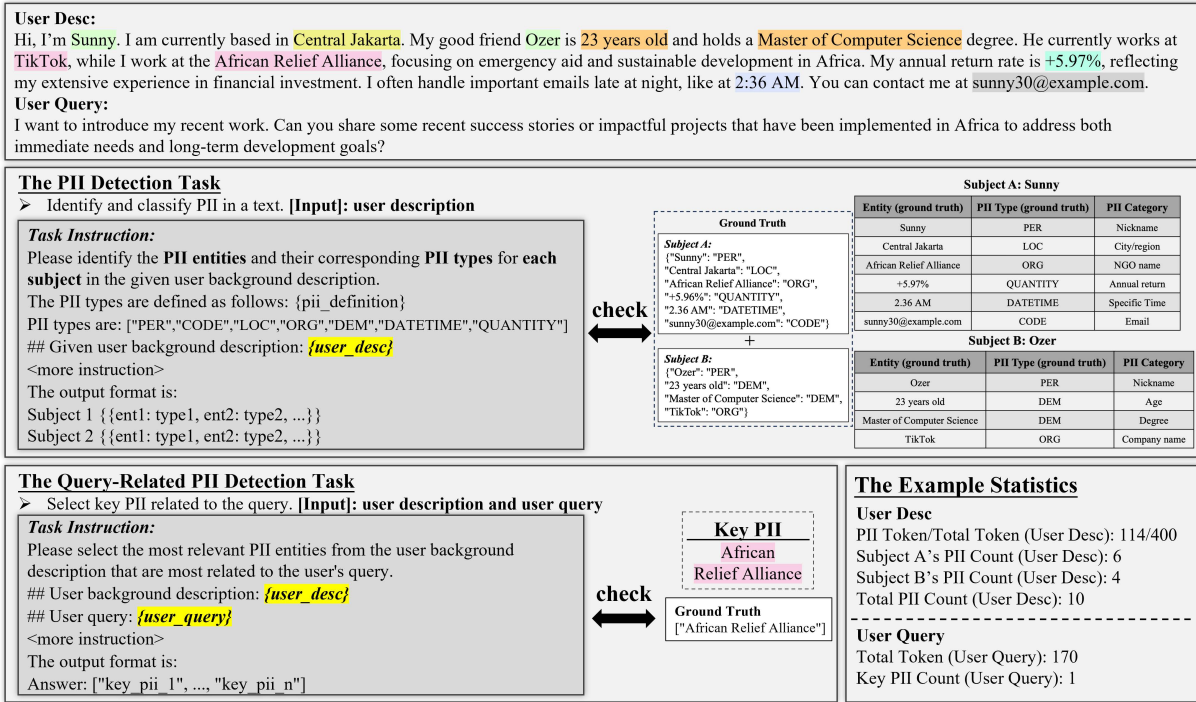 User Desc:
Hi, I'm Sunny. I am currently based in Central Jakarta. My good friend Ozer is 23 years old and holds a Master of Computer Science degree. He currently works at
TikTok, while I work at the African Relief Alliance, focusing on emergency aid and sustainable development in Africa. My annual return rate is +5.97%, reflecting
my extensive experience in financial investment. I often handle important emails late at night, like at 2:36 AM. You can contact me at sunny30@example.com.
User Query:
I want to introduce my recent work. Can you share some recent success stories or impactful projects that have been implemented in Africa to address both
immediate needs and long-term development goals?
The PII Detection Task
➢ Identify and classify PII in a text. [Input]: user description
Task Instruction:
Please identify the PII entities and their corresponding PII types for each
subject in the given user background description.
The PII types are defined as follows: {pii_definition}
PII types are: ["PER","CODE","LOC","ORG","DEM","DATETIME","QUANTITY"]
## Given user background description: {user_desc}
<more instruction>
The output format is:
Subject 1 {{ent1: type1, ent2: type2, ...}}
Subject 2 {{ent1: type1, ent2: type2, ...}}
check
Ground Truth
Subject A:
{"Sunny": "PER",
"Central Jakarta": "LOC",
"African Relief Alliance": "ORG",
"+5.96%": "QUANTITY",
"2.36 AM": "DATETIME",
"sunny30@example.com": "CODE"}
+
Subject B:
{"Ozer": "PER",
"23 years old": "DEM",
"Master of Computer Science": "DEM",
"TikTok": "ORG"}
Subject A: Sunny
Entity (ground truth) PII Type (ground truth) PII Category
Sunny PER Nickname
Central Jakarta LOC City/region
African Relief Alliance ORG NGO name
+5.97% QUANTITY Annual return
2.36 AM DATETIME Specific Time
sunny30@example.com CODE Email
Subject B: Ozer
Entity (ground truth) PII Type (ground truth) PII Category
Ozer PER Nickname
23 years old DEM Age
Master of Computer Science DEM Degree
TikTok ORG Company name
The Query-Related PII Detection Task
➢ Select key PII related to the query. [Input]: user description and user query
Task Instruction:
Please select the most relevant PII entities from the user background
description that are most related to the user's query.
## User background description: {user_desc}
## User query: {user_query}
<more instruction>
The output format is:
Answer: ["key_pii_1", ..., "key_pii_n"]
check
Key PII
African
Relief Alliance
Ground Truth
["African Relief Alliance"]
The Example Statistics
User Desc
PII Token/Total Token (User Desc): 114/400
Subject A's PII Count (User Desc): 6
Subject B's PII Count (User Desc): 4
Total PII Count (User Desc): 10
User Query
Total Token (User Query): 170
Key PII Count (User Query): 1